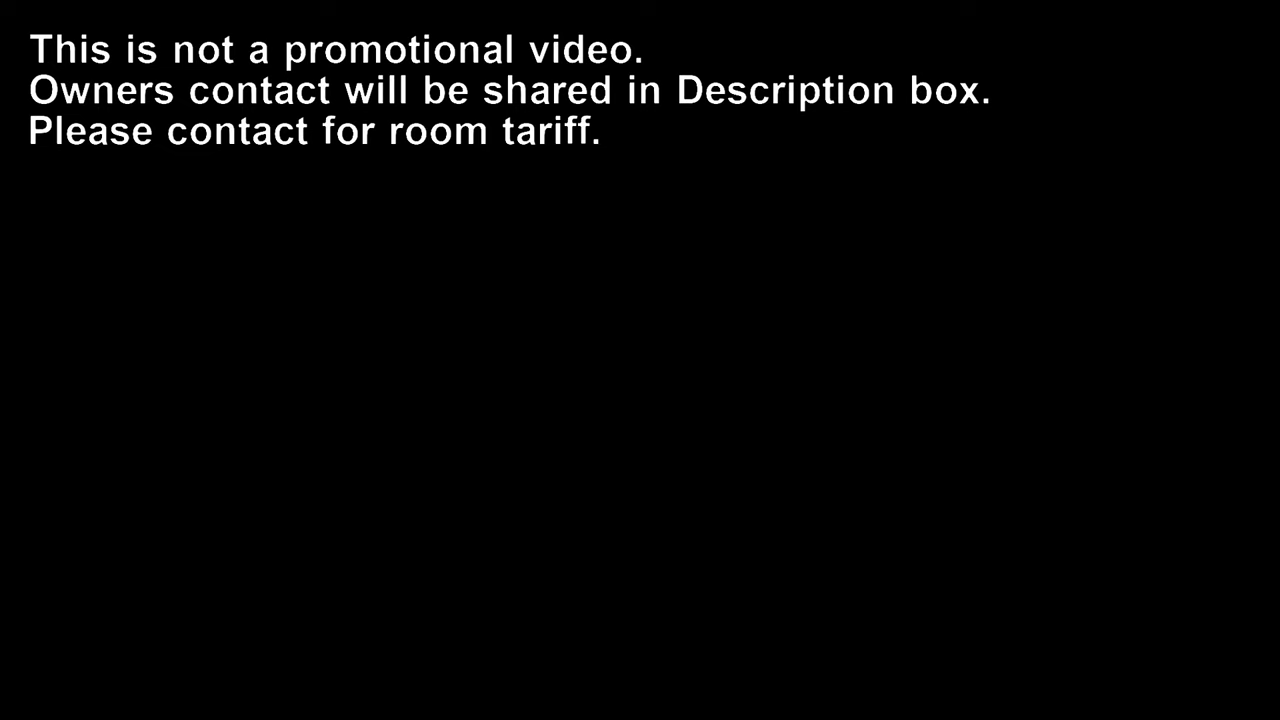 This is not a promotional video.
Owners contact will be shared in Description box.
Please contact for room tariff.